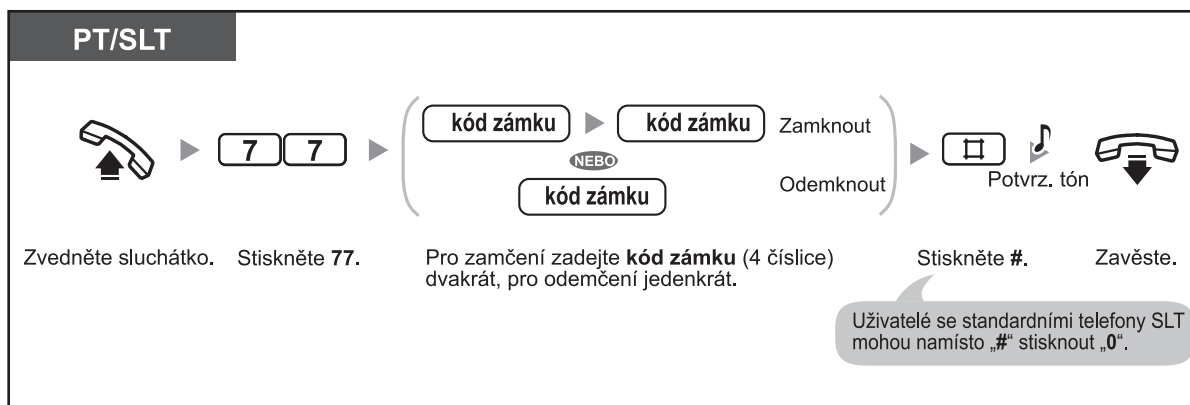 PT/SLT
7 7
kód zámku kód zámku Zamknout
NEBO
kód zámku Odemknout
#
Potvrz. tón
Zvedněte sluchátko.
Stiskněte 77.
Pro zamčení zadejte kód zámku (4 číslice)
dvakrát, pro odemčení jedenkrát.
Stiskněte #.
Zavěste.
Uživatelé se standardními telefony SLT
mohou namísto „#“ stisknout „0“.